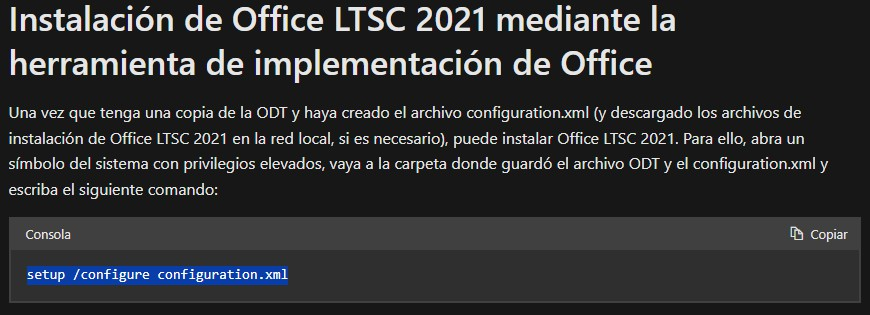 Instalación de Office LTSC 2021 mediante la
herramienta de implementación de Office
Una vez que tenga una copia de la ODT y haya creado el archivo configuration.xml (y descargado los archivos de
instalación de Office LTSC 2021 en la red local, si es necesario), puede instalar Office LTSC 2021. Para ello, abra un
símbolo del sistema con privilegios elevados, vaya a la carpeta donde guardó el archivo ODT y el configuration.xml y
escriba el siguiente comando:
Consola
Copiar
setup /configure configuration.xml